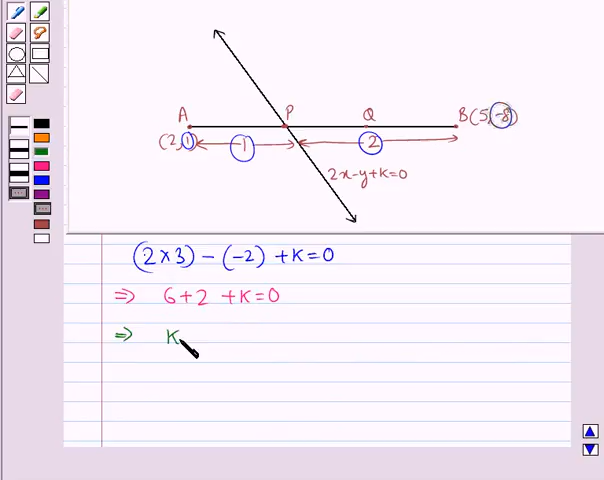 A P Q B(5,-8)
(2,1) 1 2
2x-y+K=0
(2×3) - (-2) + K = 0
⇒ 6+2 + K = 0
⇒ K